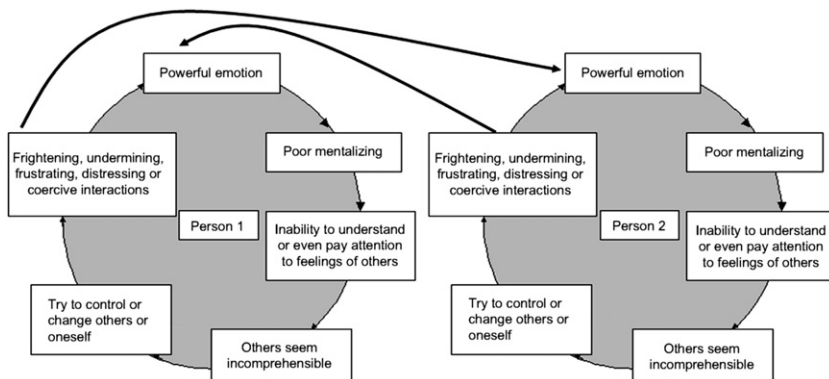 Powerful emotion
Poor mentalizing
Inability to understand
or even pay attention
to feelings of others
Others seem
incomprehensible
Try to control or
change others or
oneself
Frightening, undermining,
frustrating, distressing or
coercive interactions
Person 1
Powerful emotion
Poor mentalizing
Inability to understand
or even pay attention
to feelings of others
Others seem
incomprehensible
Try to control or
change others or
oneself
Frightening, undermining,
frustrating, distressing or
coercive interactions
Person 2